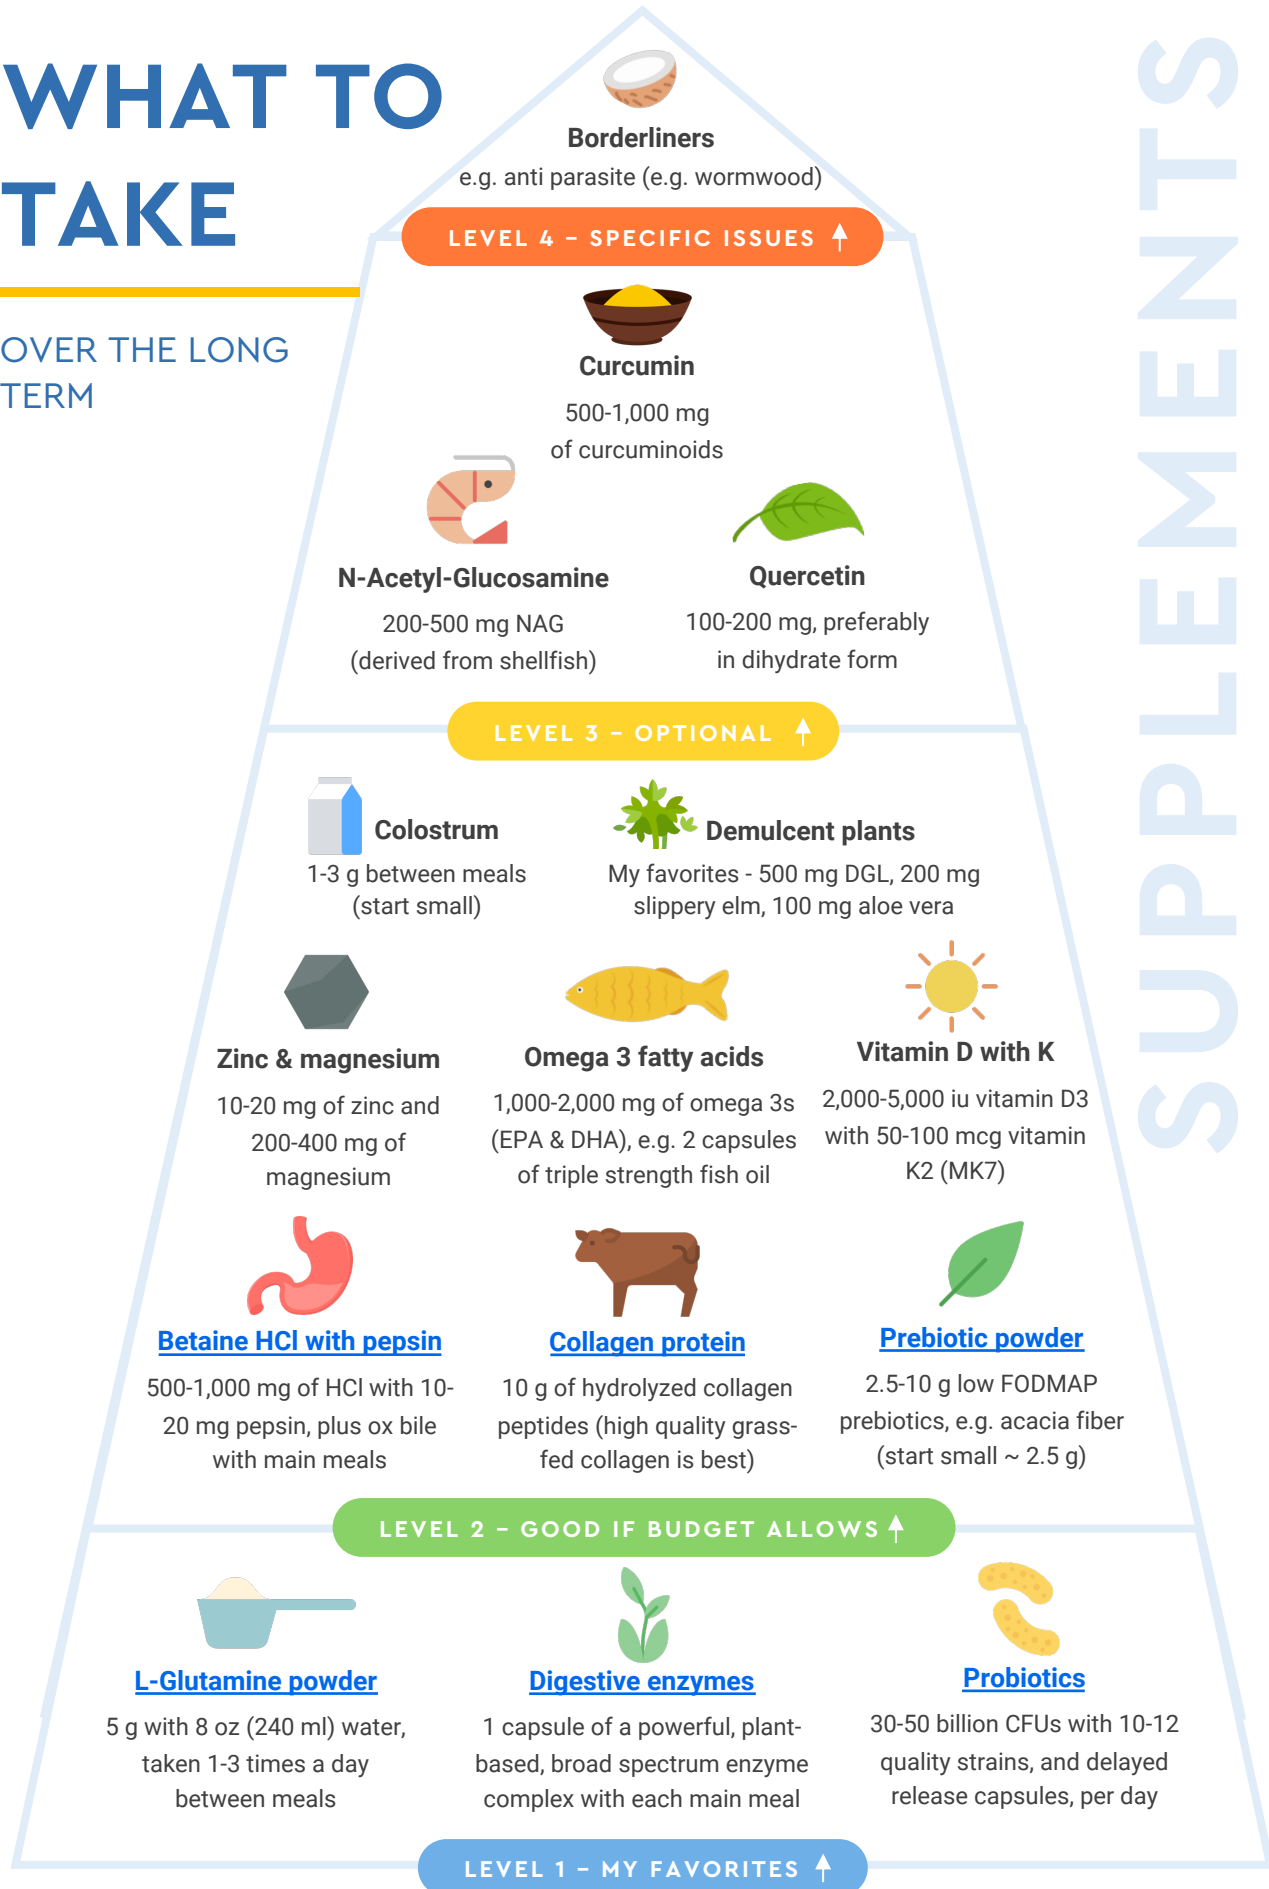 WHAT TO
TAKE
OVER THE LONG
TERM
SUPPLEMENTS
Borderliners
e.g. anti parasite (e.g. wormwood)
LEVEL 4 – SPECIFIC ISSUES
Curcumin
500-1,000 mg
of curcuminoids
N-Acetyl-Glucosamine
200-500 mg NAG
(derived from shellfish)
Quercetin
100-200 mg, preferably
in dihydrate form
LEVEL 3 – OPTIONAL
Colostrum
1-3 g between meals
(start small)
Demulcent plants
My favorites - 500 mg DGL, 200 mg
slippery elm, 100 mg aloe vera
Zinc & magnesium
10-20 mg of zinc and
200-400 mg of
magnesium
Omega 3 fatty acids
1,000-2,000 mg of omega 3s
(EPA & DHA), e.g. 2 capsules
of triple strength fish oil
Vitamin D with K
2,000-5,000 iu vitamin D3
with 50-100 mcg vitamin
K2 (MK7)
Betaine HCl with pepsin
500-1,000 mg of HCl with 10-
20 mg pepsin, plus ox bile
with main meals
Collagen protein
10 g of hydrolyzed collagen
peptides (high quality grass-
fed collagen is best)
Prebiotic powder
2.5-10 g low FODMAP
prebiotics, e.g. acacia fiber
(start small ~ 2.5 g)
LEVEL 2 – GOOD IF BUDGET ALLOWS
L-Glutamine powder
5 g with 8 oz (240 ml) water,
taken 1-3 times a day
between meals
Digestive enzymes
1 capsule of a powerful, plant-
based, broad spectrum enzyme
complex with each main meal
Probiotics
30-50 billion CFUs with 10-12
quality strains, and delayed
release capsules, per day
LEVEL 1 – MY FAVORITES